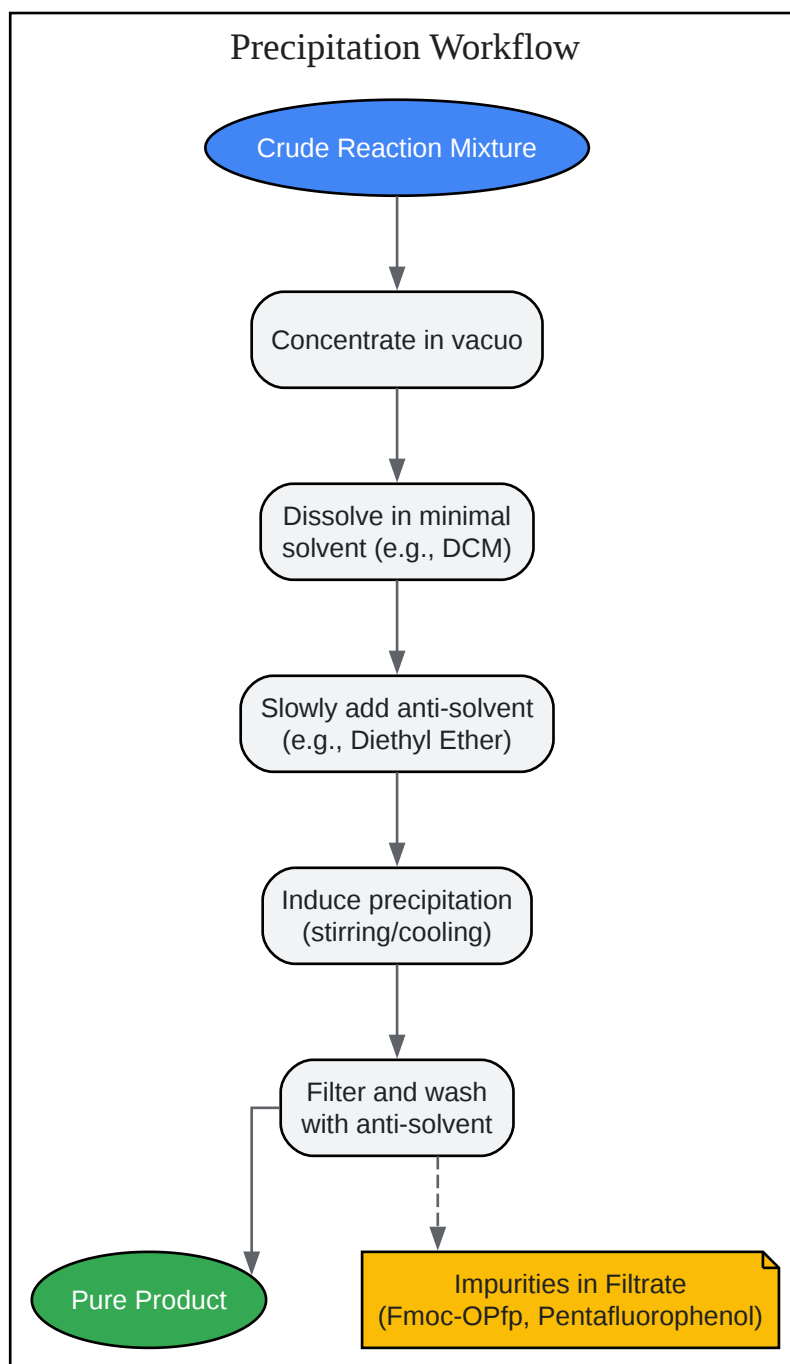 Precipitation Workflow
Crude Reaction Mixture
Concentrate in vacuo
Dissolve in minimal
solvent (e.g., DCM)
Slowly add anti-solvent
(e.g., Diethyl Ether)
Induce precipitation
(stirring/cooling)
Filter and wash
with anti-solvent
Pure Product
Impurities in Filtrate
(Fmoc-OPfp, Pentafluorophenol)